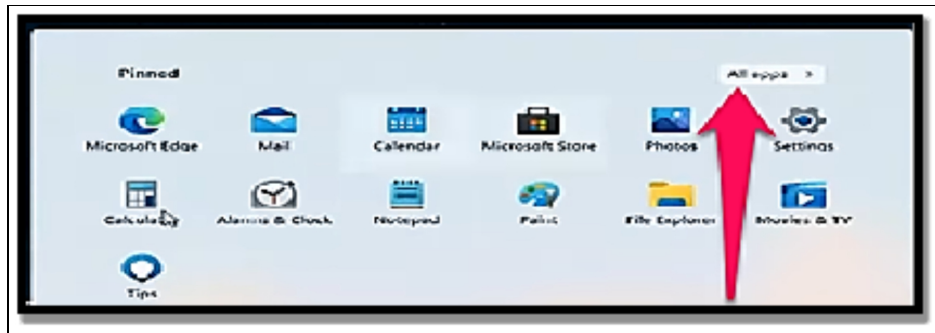 Pinned All apps >
Microsoft Edge Mail Calendar Microsoft Store Photos Settings
Calculator Alarms & Clock Notepad Paint File Explorer Movies & TV
Tips